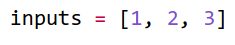 inputs = [1, 2, 3]